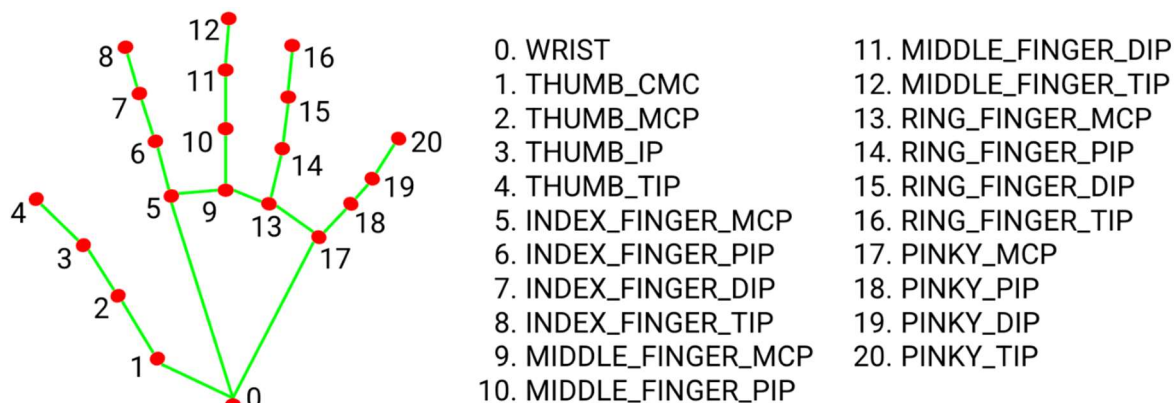 12
8
16
11
7
15
10
6
20
14
19
4
5
9
13
18
3
17
2
1
0
0. WRIST
1. THUMB_CMC
2. THUMB_MCP
3. THUMB_IP
4. THUMB_TIP
5. INDEX_FINGER_MCP
6. INDEX_FINGER_PIP
7. INDEX_FINGER_DIP
8. INDEX_FINGER_TIP
9. MIDDLE_FINGER_MCP
10. MIDDLE_FINGER_PIP
11. MIDDLE_FINGER_DIP
12. MIDDLE_FINGER_TIP
13. RING_FINGER_MCP
14. RING_FINGER_PIP
15. RING_FINGER_DIP
16. RING_FINGER_TIP
17. PINKY_MCP
18. PINKY_PIP
19. PINKY_DIP
20. PINKY_TIP